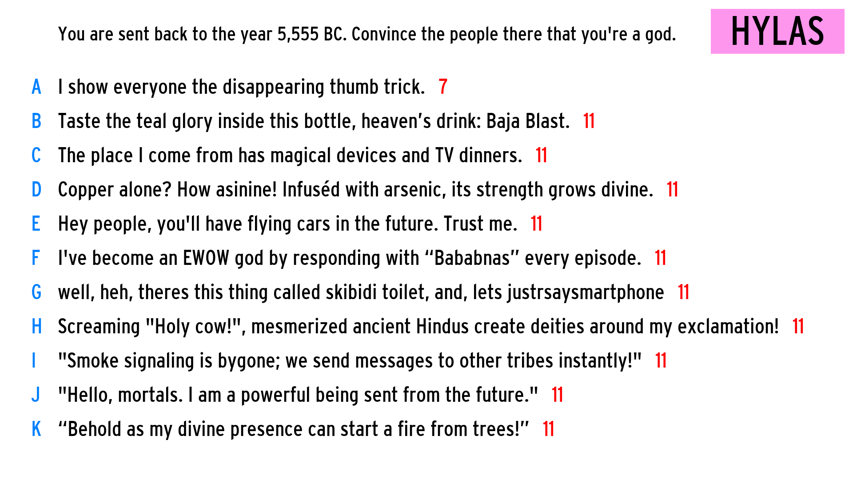 You are sent back to the year 5,555 BC. Convince the people there that you're a god.
HYLAS
A I show everyone the disappearing thumb trick. 7
B Taste the teal glory inside this bottle, heaven’s drink: Baja Blast. 11
C The place I come from has magical devices and TV dinners. 11
D Copper alone? How asinine! Infuséd with arsenic, its strength grows divine. 11
E Hey people, you'll have flying cars in the future. Trust me. 11
F I've become an EWOW god by responding with “Bababnas” every episode. 11
G well, heh, theres this thing called skibidi toilet, and, lets justrsaysmartphone 11
H Screaming "Holy cow!", mesmerized ancient Hindus create deities around my exclamation! 11
I "Smoke signaling is bygone; we send messages to other tribes instantly!" 11
J "Hello, mortals. I am a powerful being sent from the future." 11
K “Behold as my divine presence can start a fire from trees!” 11